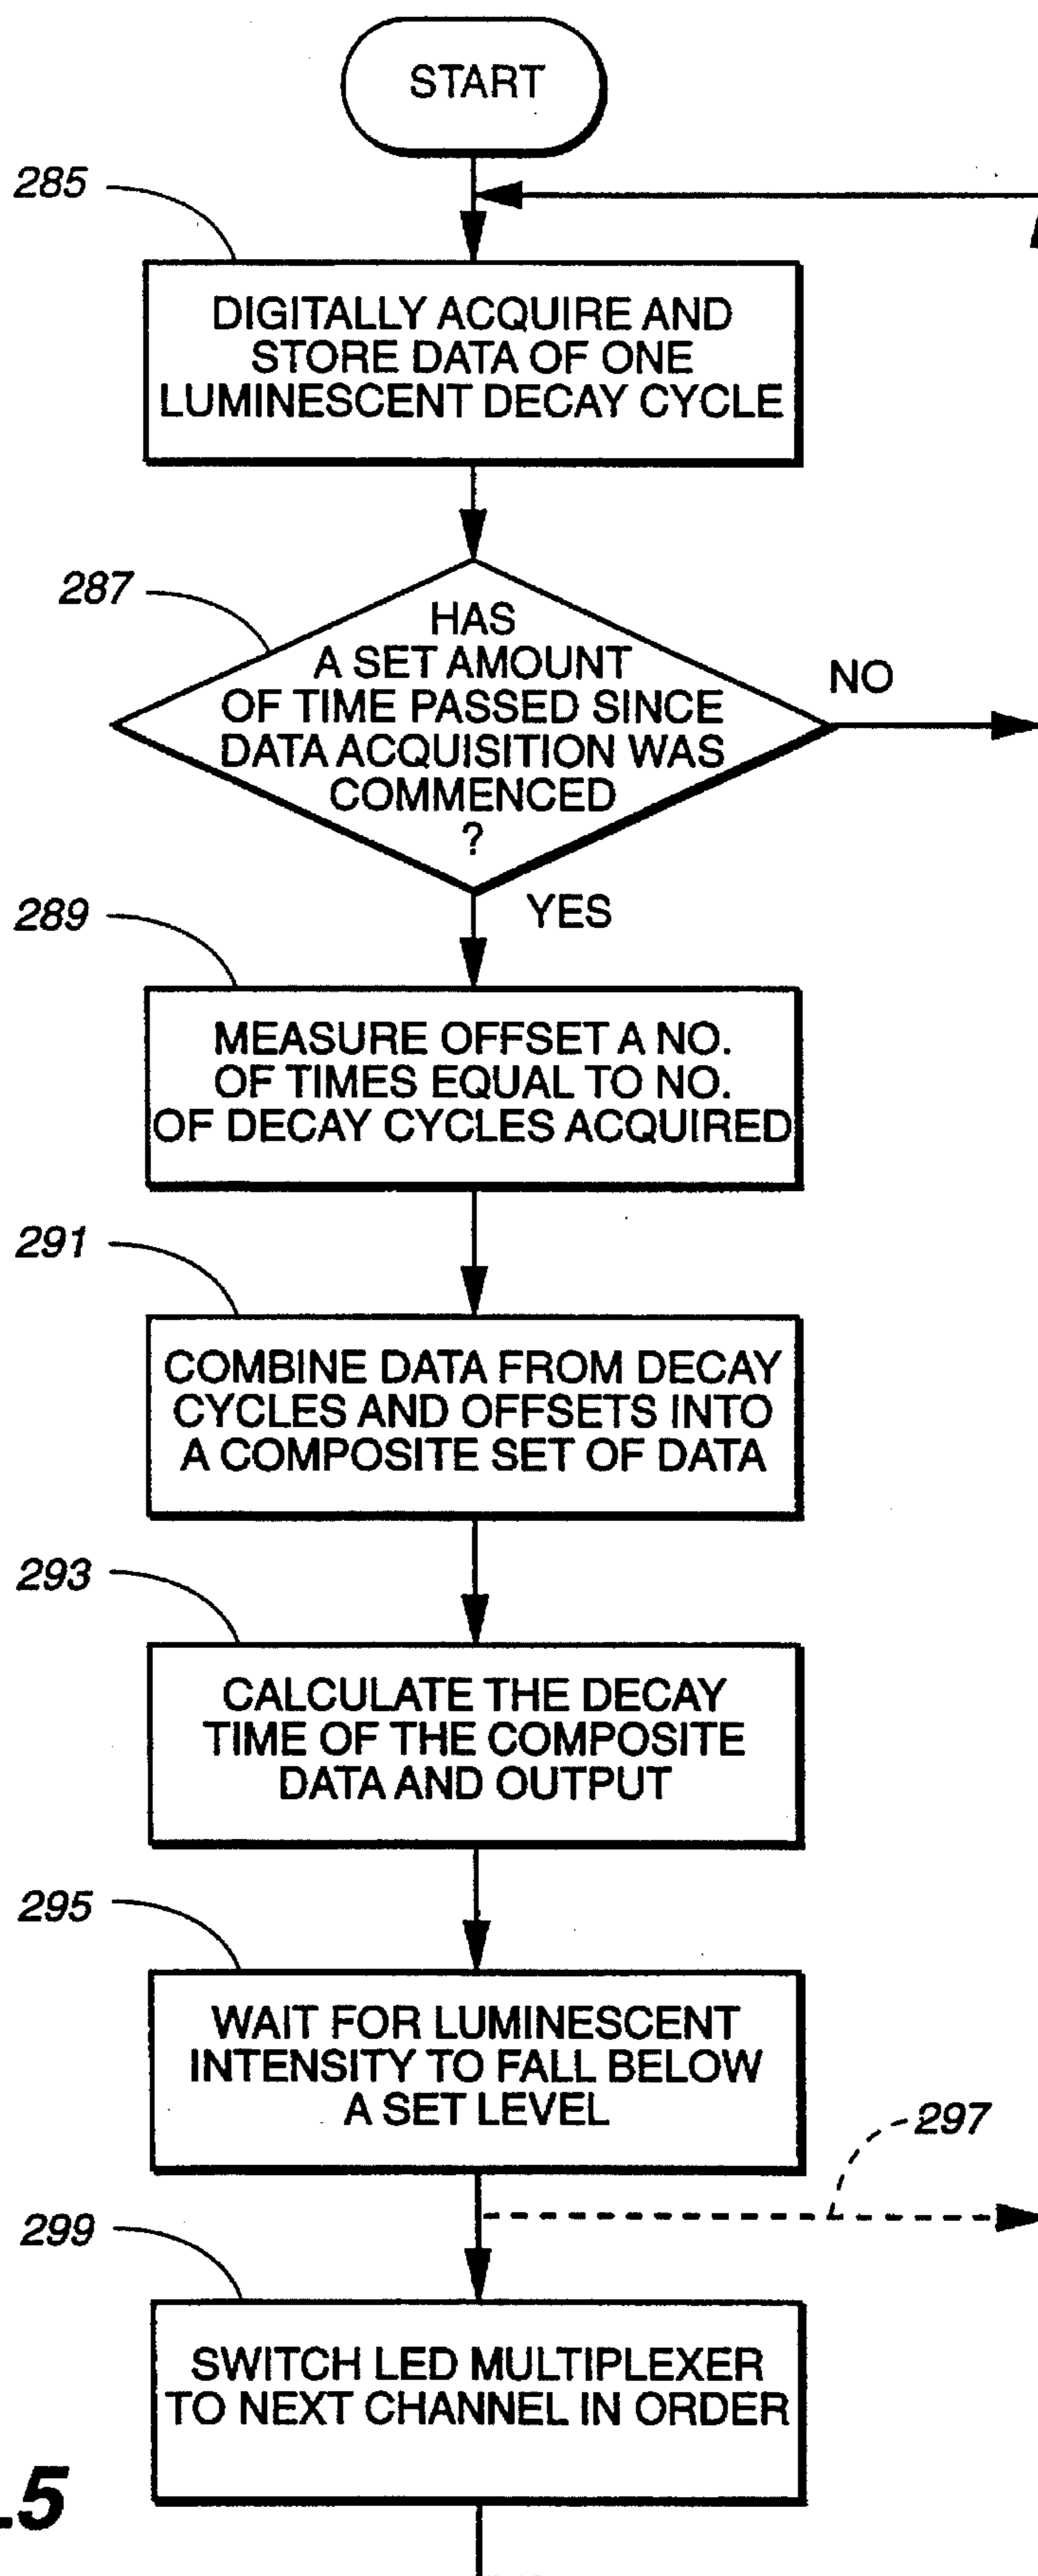 START
285
DIGITALLY ACQUIRE AND
STORE DATA OF ONE
LUMINESCENT DECAY CYCLE
287
HAS
A SET AMOUNT
OF TIME PASSED SINCE
DATA ACQUISITION WAS
COMMENCED
?
NO
YES
289
MEASURE OFFSET A NO.
OF TIMES EQUAL TO NO.
OF DECAY CYCLES ACQUIRED
291
COMBINE DATA FROM DECAY
CYCLES AND OFFSETS INTO
A COMPOSITE SET OF DATA
293
CALCULATE THE DECAY
TIME OF THE COMPOSITE
DATA AND OUTPUT
295
WAIT FOR LUMINESCENT
INTENSITY TO FALL BELOW
A SET LEVEL
297
299
SWITCH LED MULTIPLEXER
TO NEXT CHANNEL IN ORDER
.5